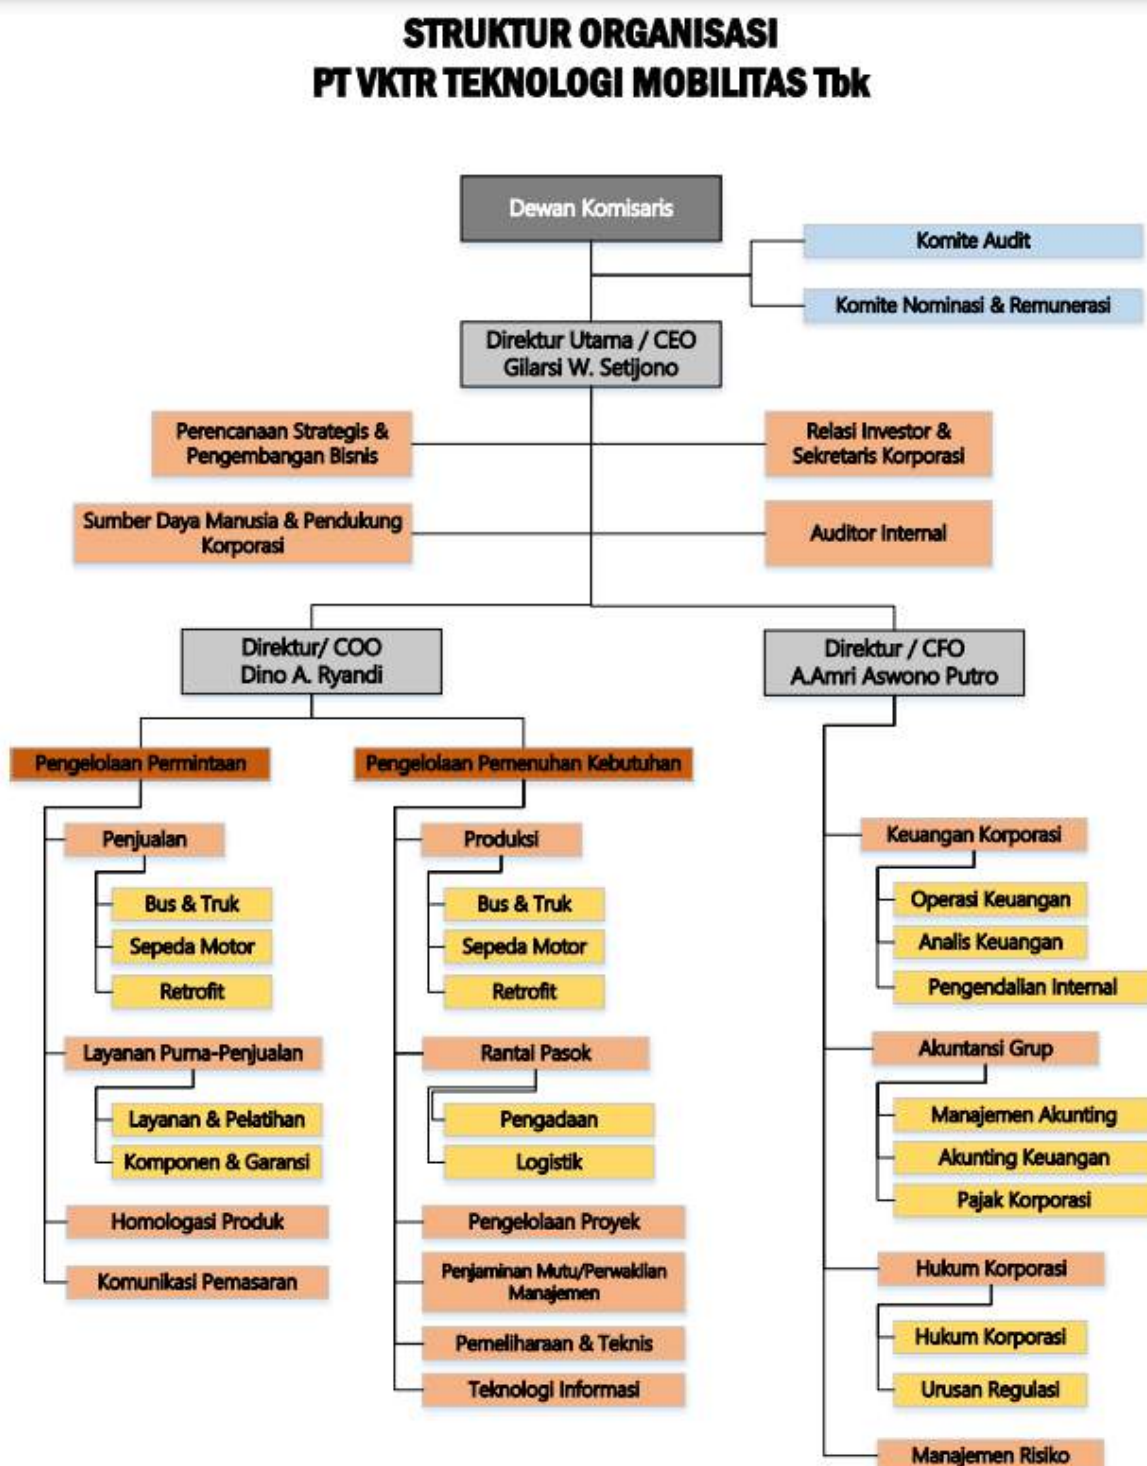 STRUKTUR ORGANISASI
PT VKTR TEKNOLOGI MOBILITAS Tbk
Dewan Komisaris
Komite Audit
Komite Nominasi & Remunerasi
Direktur Utama / CEO
Gilarsi W. Setijono
Perencanaan Strategis &
Pengembangan Bisnis
Relasi Investor &
Sekretaris Korporasi
Sumber Daya Manusia & Pendukung
Korporasi
Auditor Internal
Direktur/ COO
Dino A. Ryandi
Direktur / CFO
A.Amri Aswono Putro
Pengelolaan Permintaan
Penjualan
Bus & Truk
Sepeda Motor
Retrofit
Layanan Purna-Penjualan
Layanan & Pelatihan
Komponen & Garansi
Homologasi Produk
Komunikasi Pemasaran
Pengelolaan Pemenuhan Kebutuhan
Produksi
Bus & Truk
Sepeda Motor
Retrofit
Rantai Pasok
Pengadaan
Logistik
Pengelolaan Proyek
Penjaminan Mutu/Perwakilan
Manajemen
Pemeliharaan & Teknis
Teknologi Informasi
Keuangan Korporasi
Operasi Keuangan
Analis Keuangan
Pengendalian Internal
Akuntansi Grup
Manajemen Akunting
Akunting Keuangan
Pajak Korporasi
Hukum Korporasi
Hukum Korporasi
Urusan Regulasi
Manajemen Risiko